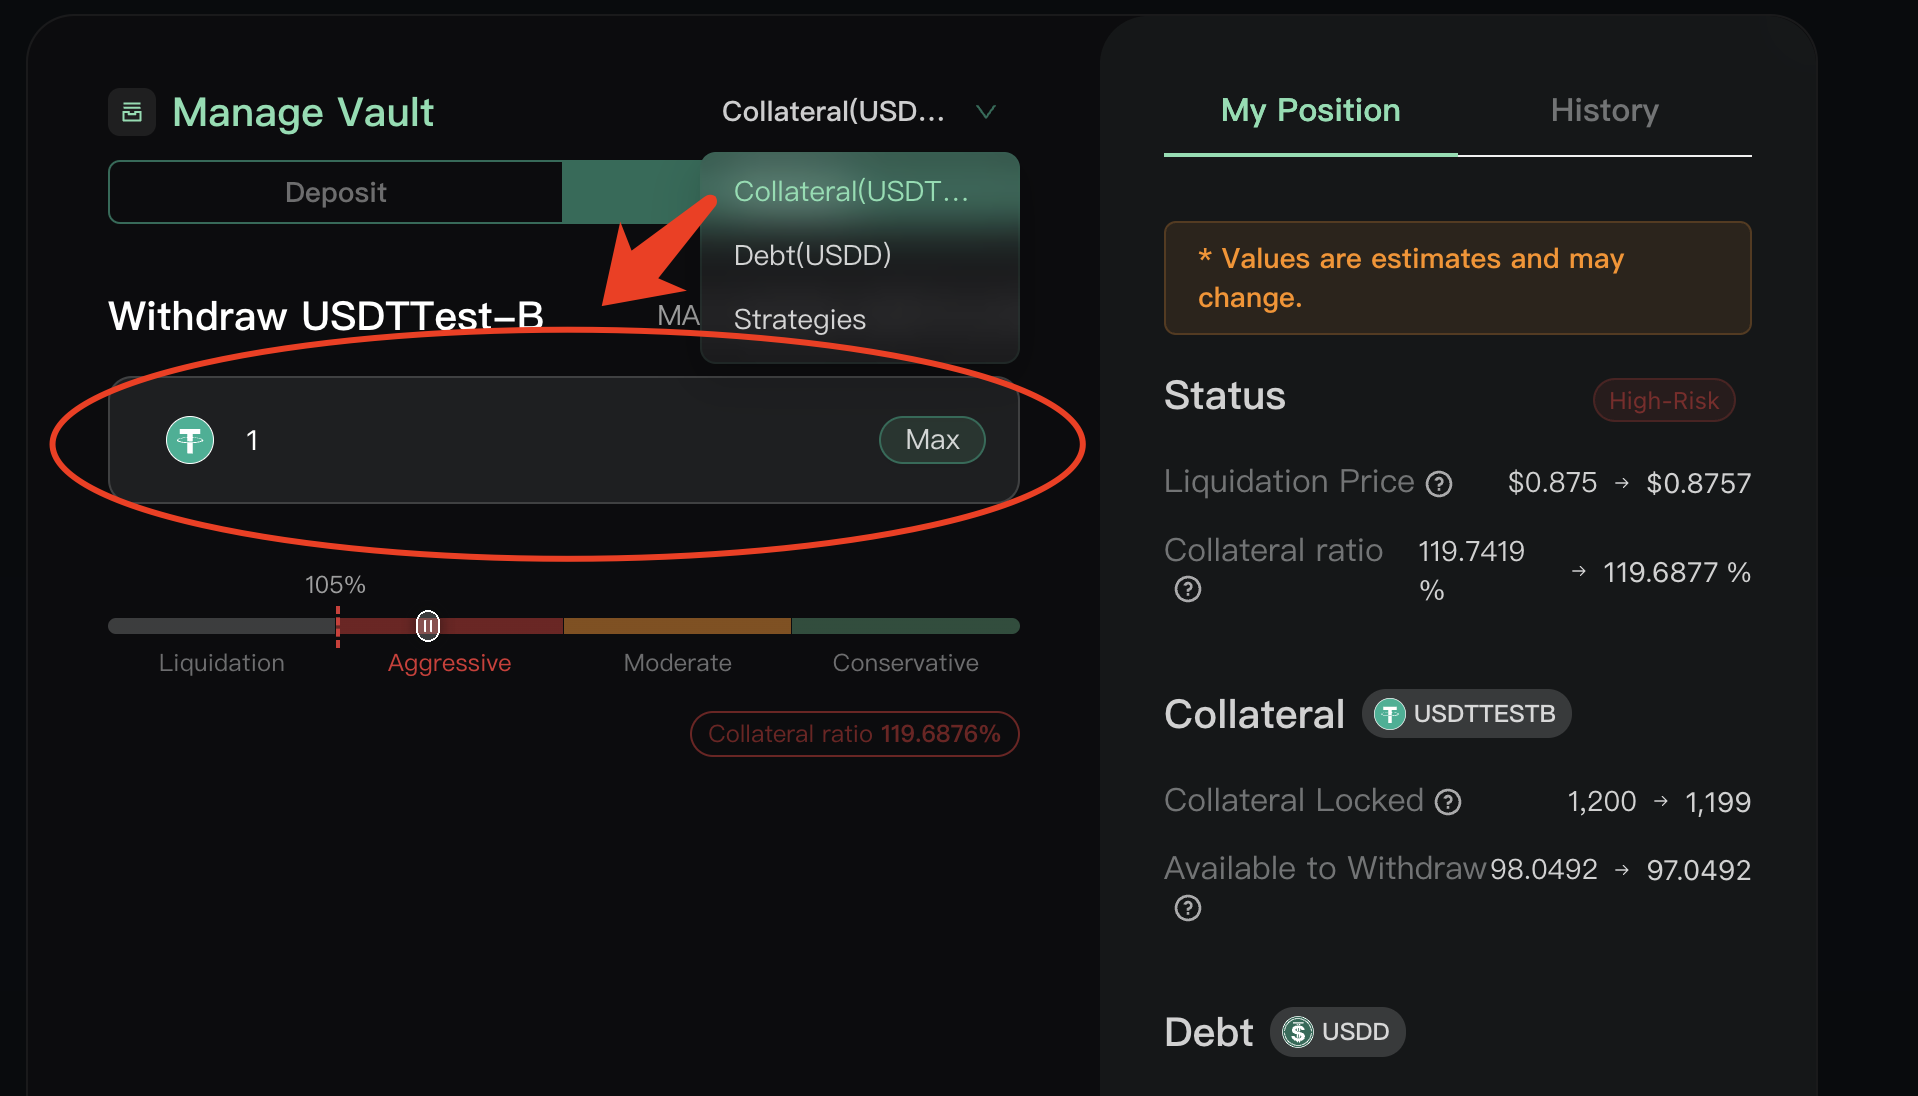 Manage Vault
Collateral(USD...
Deposit
Collateral(USDT...
Debt(USDD)
Strategies
Withdraw USDTTest-B
MA
1
Max
105%
Liquidation
Aggressive
Moderate
Conservative
Collateral ratio 119.6876%
My Position
History
* Values are estimates and may
change.
Status
High-Risk
Liquidation Price ? $0.875 → $0.8757
Collateral ratio ? 119.7419 % → 119.6877 %
Collateral USDTTESTB
Collateral Locked ? 1,200 → 1,199
Available to Withdraw ? 98.0492 → 97.0492
Debt USDD